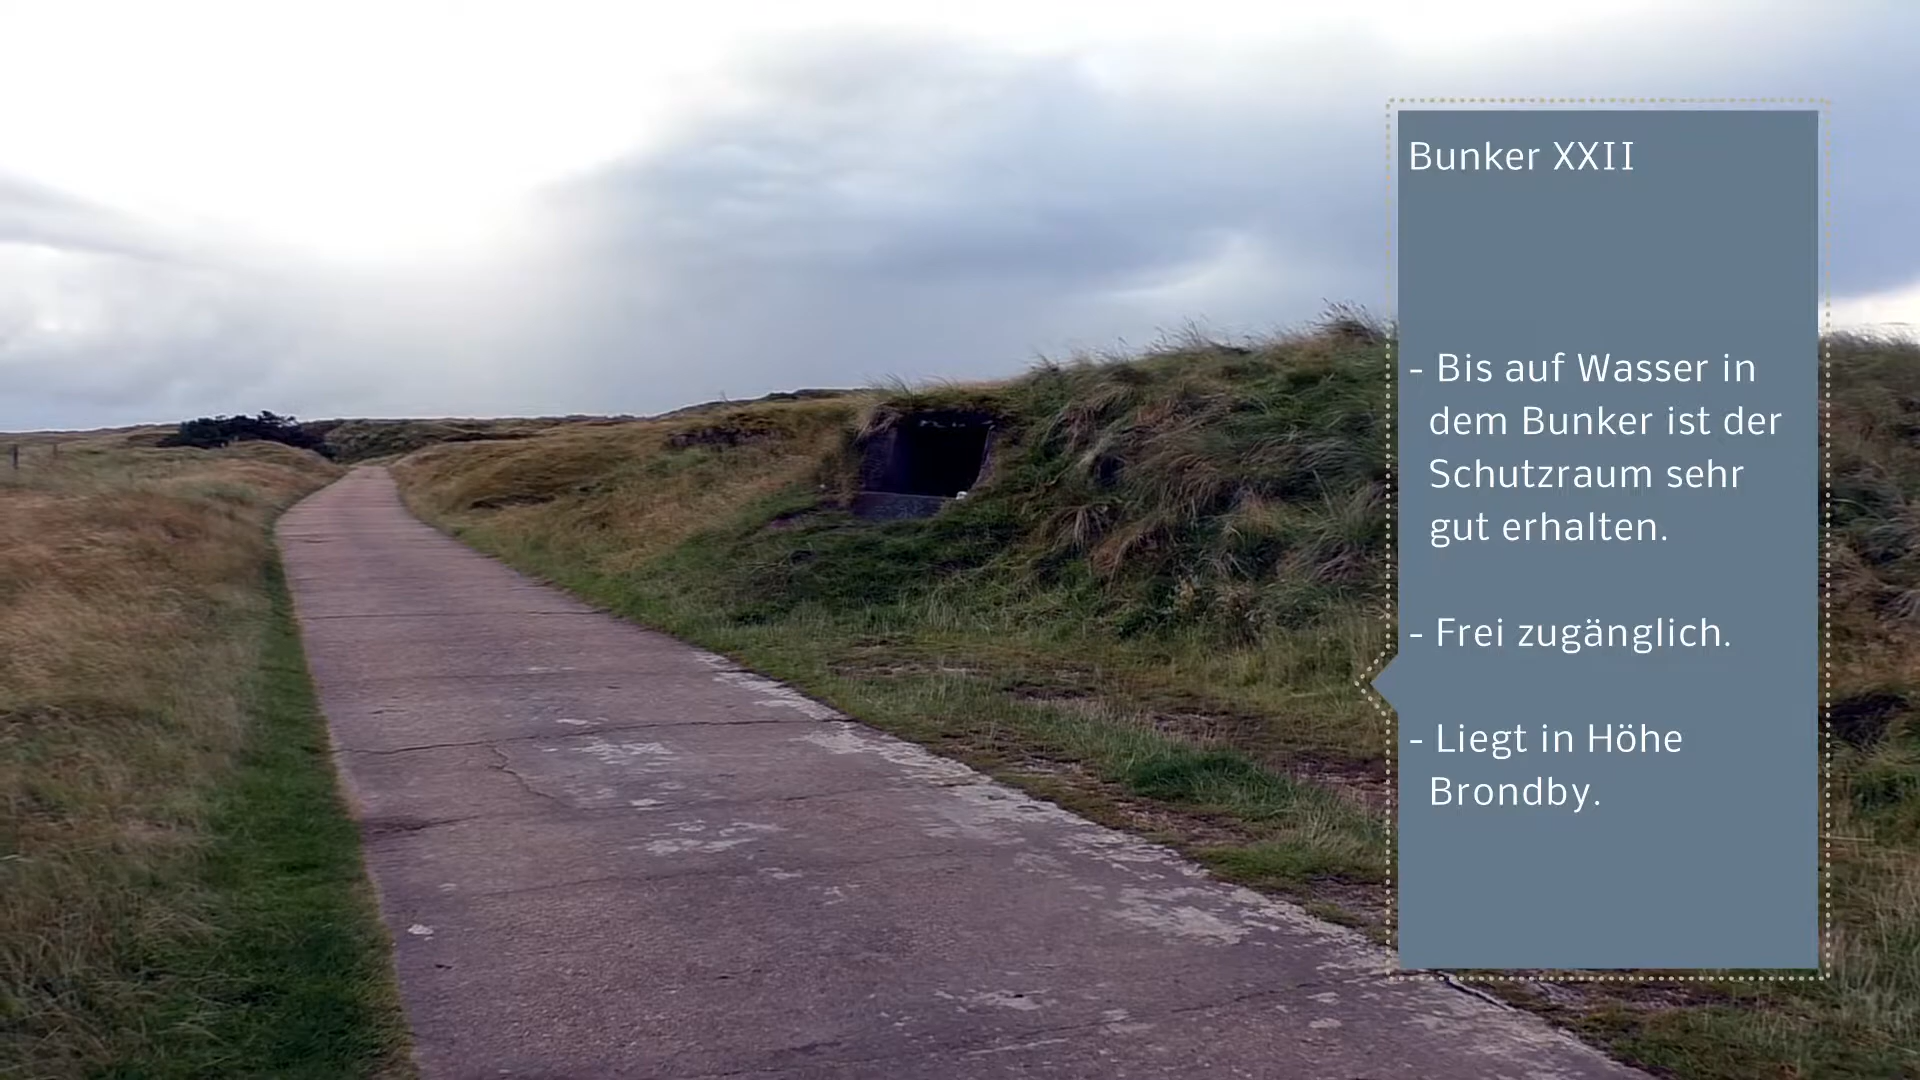 Bunker XXII
- Bis auf Wasser in
dem Bunker ist der
Schutzraum sehr
gut erhalten.
- Frei zugänglich.
- Liegt in Höhe
Brondby.